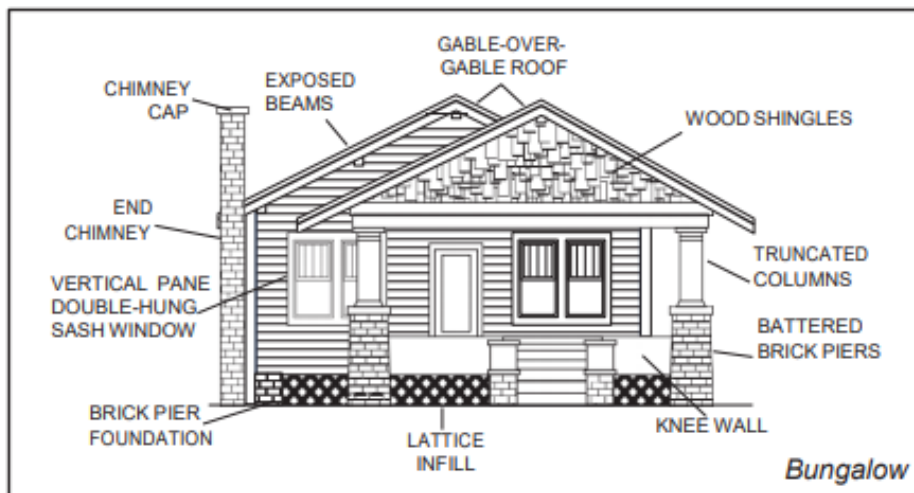 GABLE-OVER-
GABLE ROOF
CHIMNEY
CAP
EXPOSED
BEAMS
WOOD SHINGLES
END
CHIMNEY
TRUNCATED
COLUMNS
VERTICAL PANE
DOUBLE-HUNG
SASH WINDOW
BATTERED
BRICK PIERS
BRICK PIER
FOUNDATION
LATTICE
INFILL
KNEE WALL
Bungalow